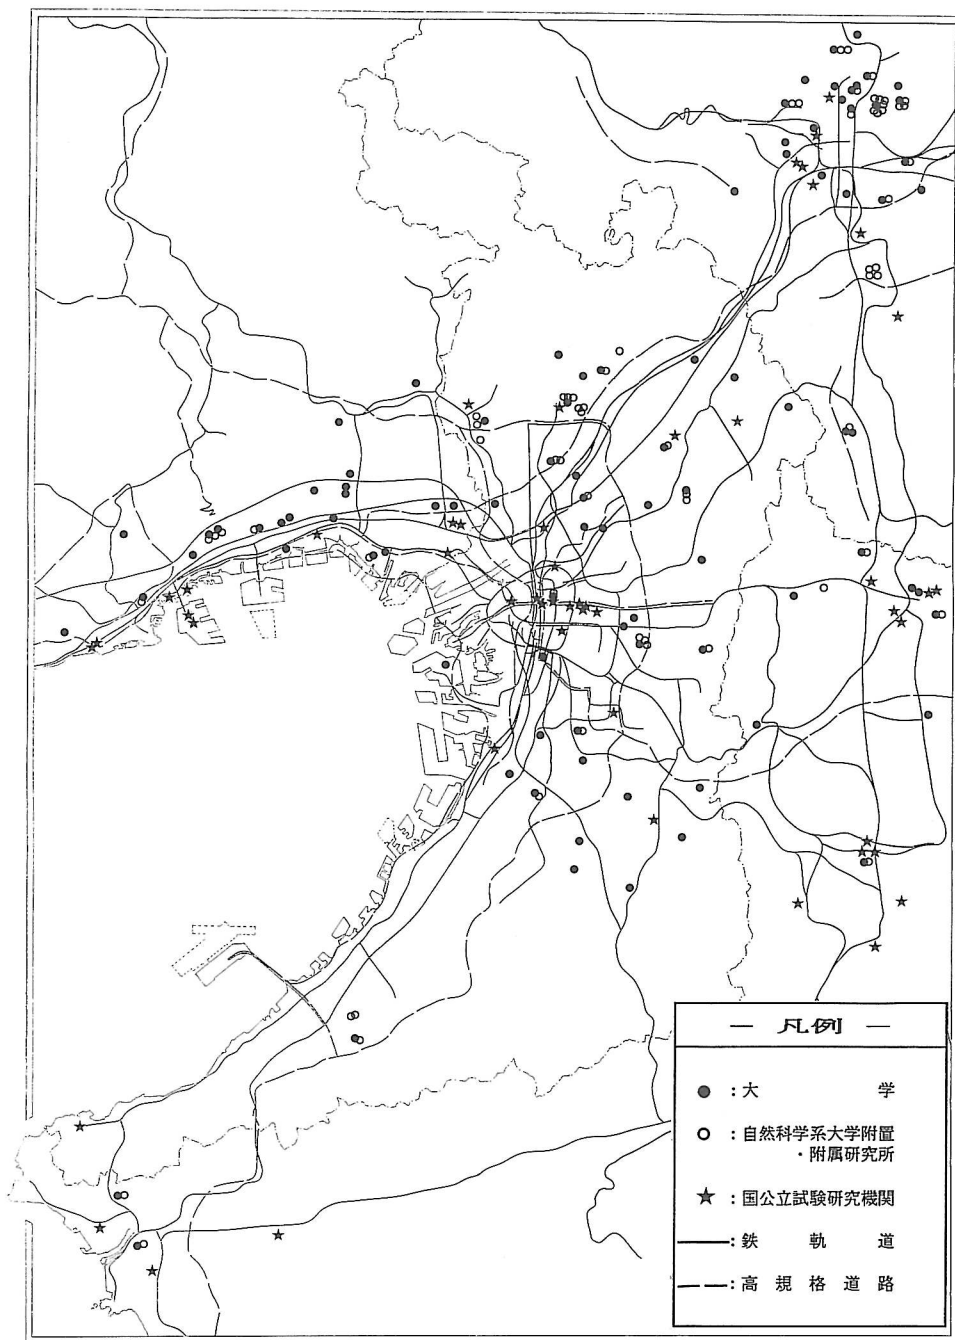 — 凡例 —
● : 大 学
○ : 自然科学系大学附置
・附属研究所
★ : 国公立試験研究機関
——— : 鉄 軌 道
— — — : 高 規 格 道 路